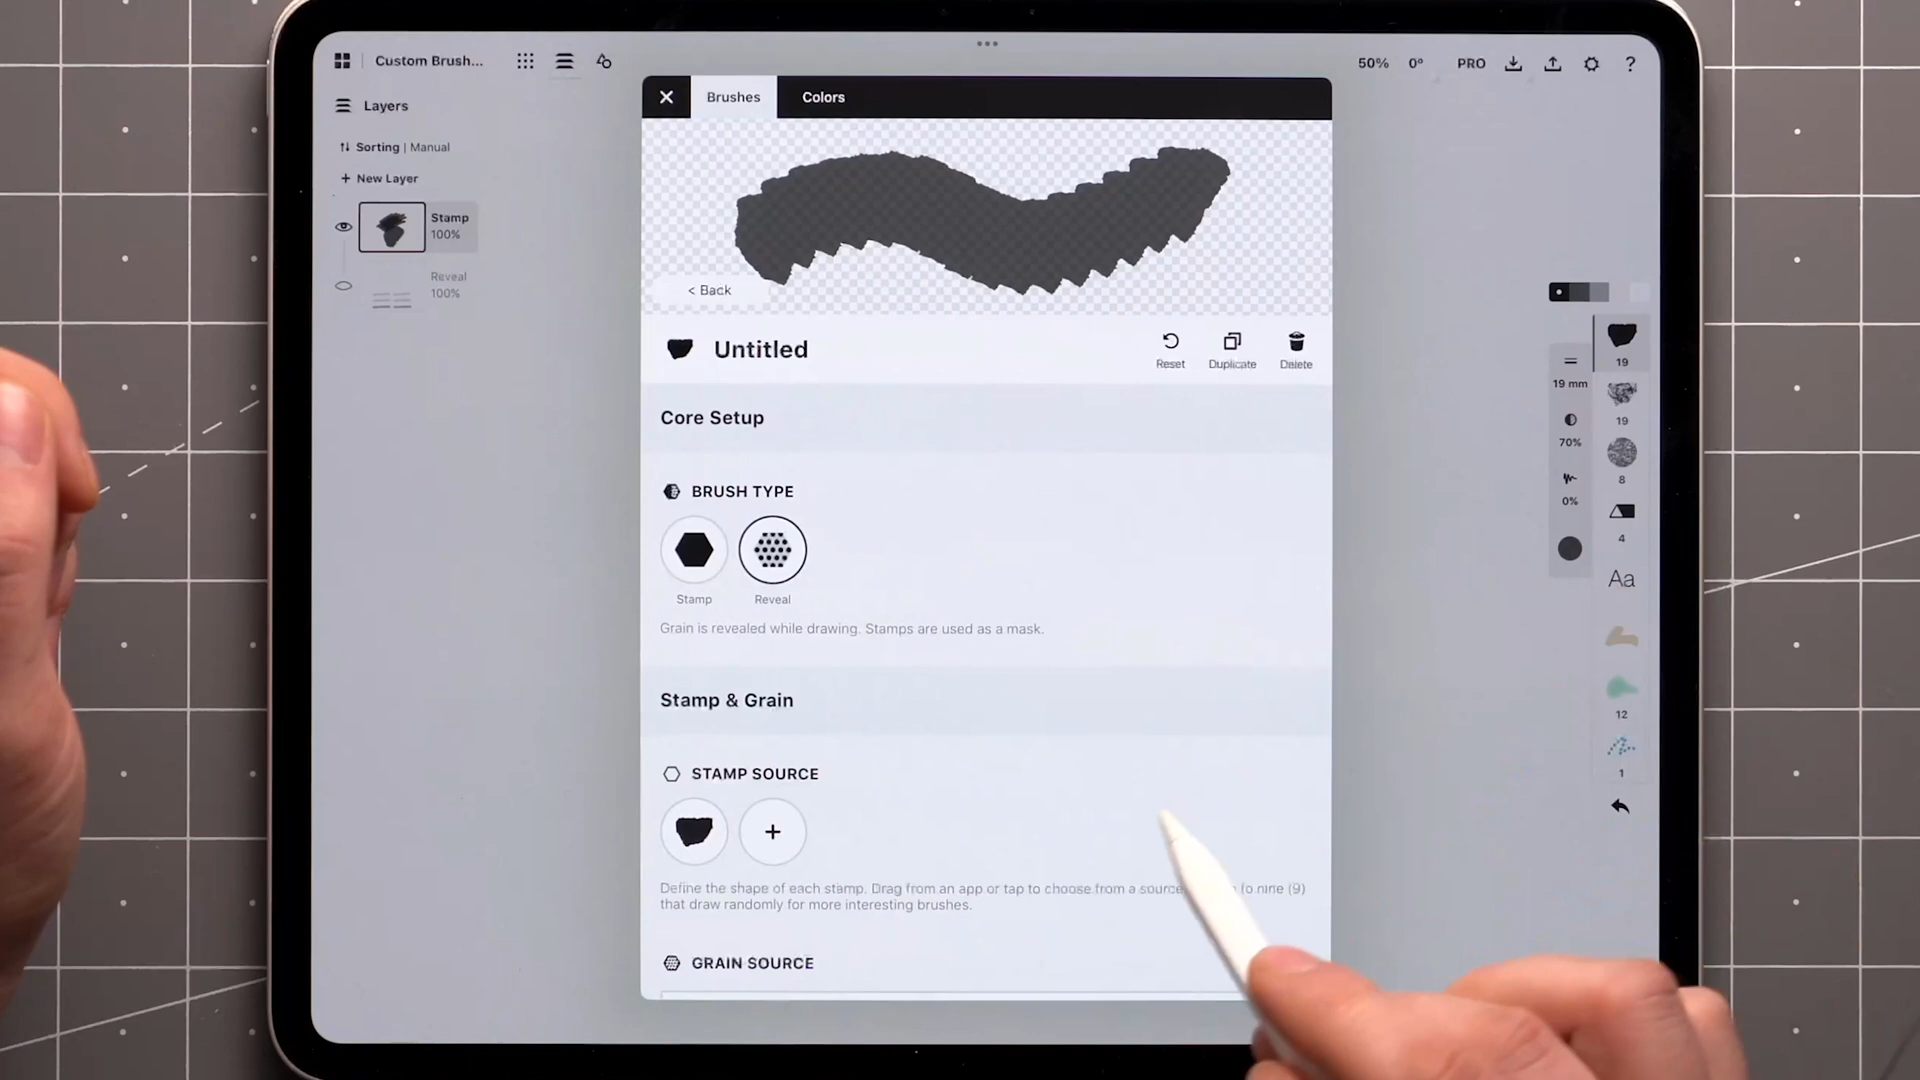 Custom Brush...
50%
0°
PRO
?
Layers
Sorting | Manual
+ New Layer
Stamp
100%
Reveal
100%
Brushes
Colors
< Back
Untitled
Reset
Duplicate
Delete
Core Setup
BRUSH TYPE
Stamp
Reveal
Grain is revealed while drawing. Stamps are used as a mask.
Stamp & Grain
STAMP SOURCE
+
Define the shape of each stamp. Drag from an app or tap to choose from a source to nine (9)
that draw randomly for more interesting brushes.
GRAIN SOURCE
19 mm
70%
0%
19
19
8
4
Aa
12
1